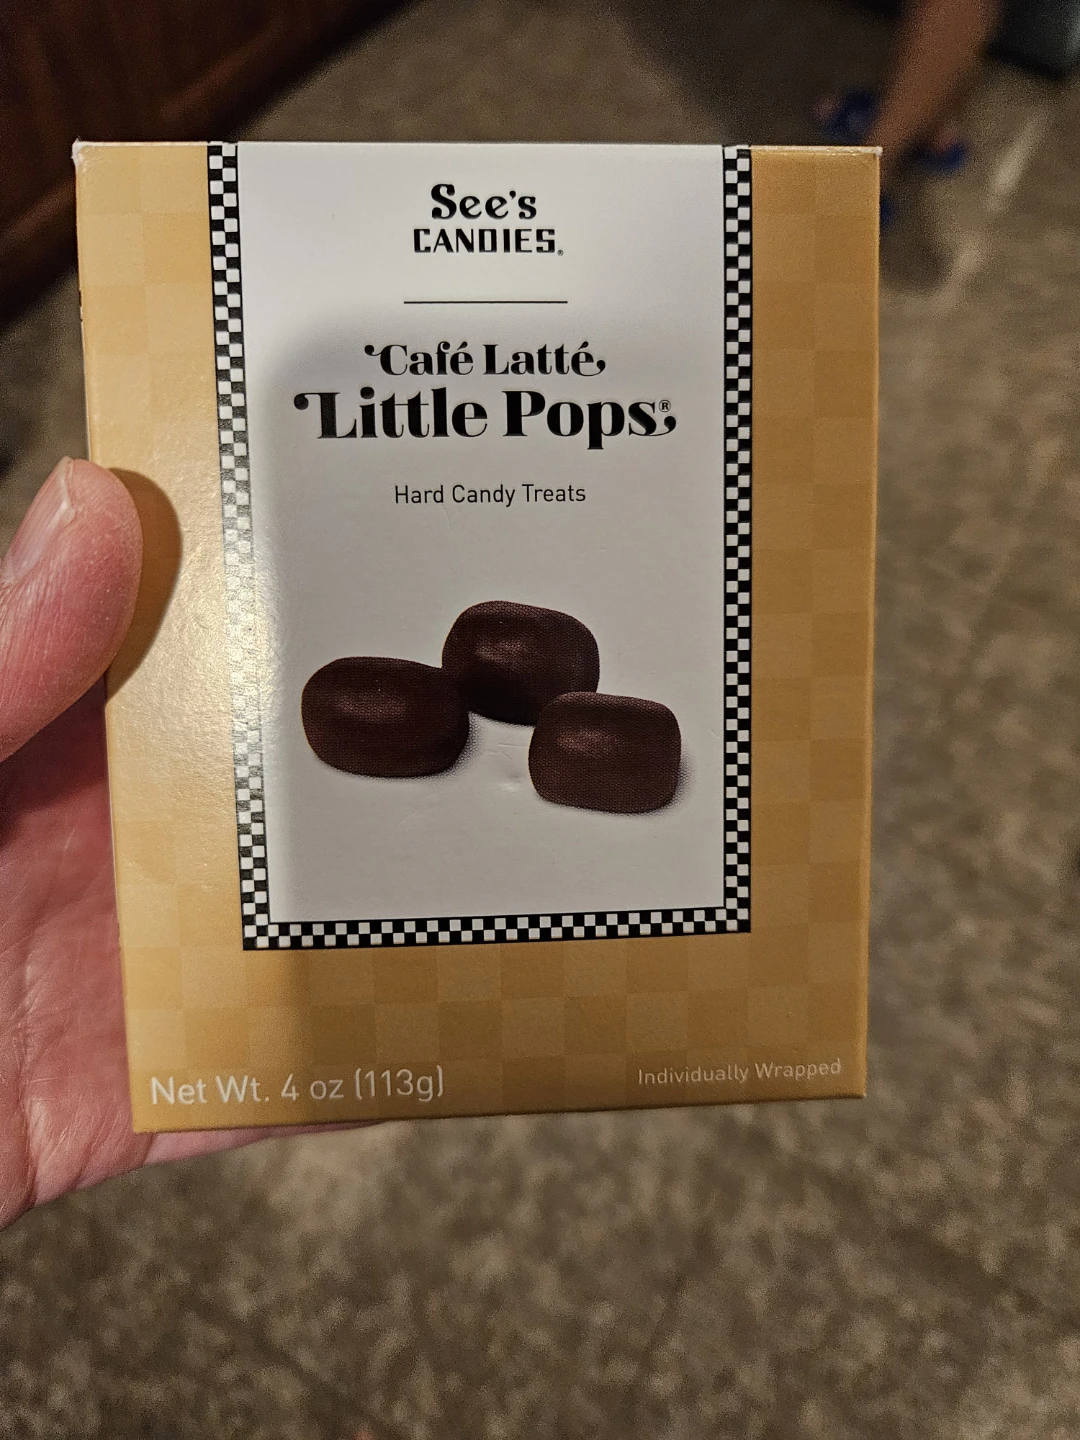 See's
CANDIES®
Café Latté
Little Pops®
Hard Candy Treats
Net Wt. 4 oz (113g)
Individually Wrapped